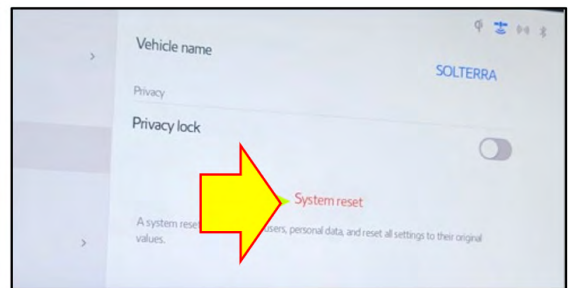 Vehicle name
SOLTERRA
Privacy
Privacy lock
System reset
A system reset users, personal data, and reset all settings to their original
values.